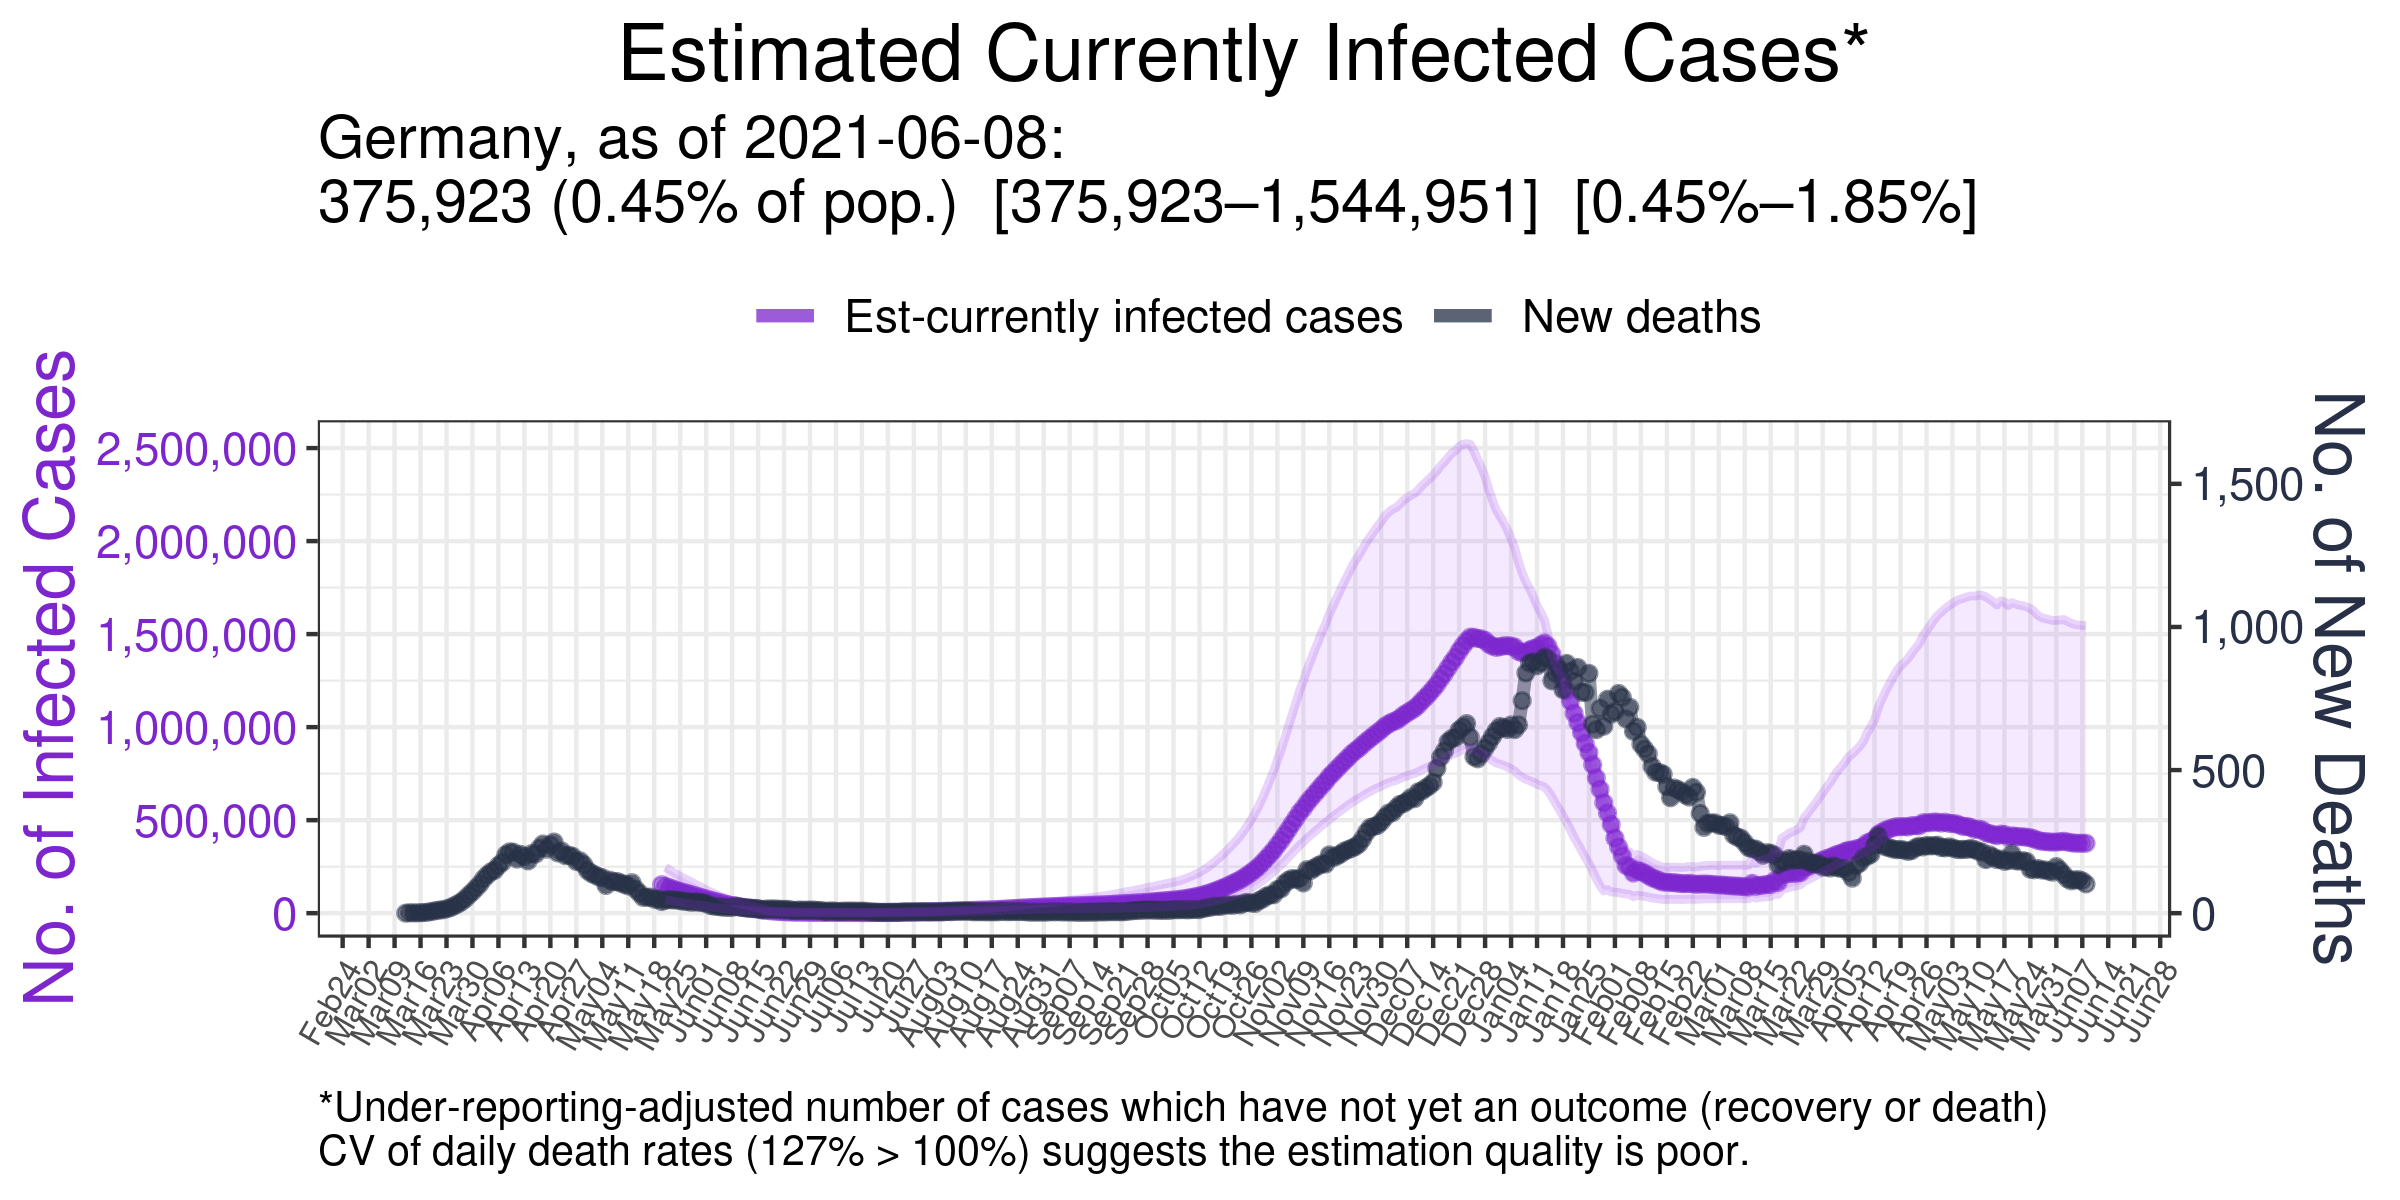 Estimated Currently Infected Cases*
Germany, as of 2021-06-08:
375,923 (0.45% of pop.)  [375,923–1,544,951]  [0.45%–1.85%]
Est-currently infected cases
New deaths
No. of Infected Cases
2,500,000
2,000,000
1,500,000
1,000,000
500,000
0
1,500
1,000
500
0
No. of New Deaths
Feb24
Mar02
Mar09
Mar16
Mar23
Mar30
Apr06
Apr13
Apr20
Apr27
May04
May11
May18
May25
Jun01
Jun08
Jun15
Jun22
Jun29
Jul06
Jul13
Jul20
Jul27
Aug03
Aug10
Aug17
Aug24
Aug31
Sep07
Sep14
Sep21
Sep28
Oct05
Oct12
Oct19
Oct26
Nov02
Nov09
Nov16
Nov23
Nov30
Dec07
Dec14
Dec21
Dec28
Jan04
Jan11
Jan18
Jan25
Feb01
Feb08
Feb15
Feb22
Mar01
Mar08
Mar15
Mar22
Mar29
Apr05
Apr12
Apr19
Apr26
May03
May10
May17
May24
May31
Jun07
Jun14
Jun21
Jun28
*Under-reporting-adjusted number of cases which have not yet an outcome (recovery or death)
CV of daily death rates (127% > 100%) suggests the estimation quality is poor.